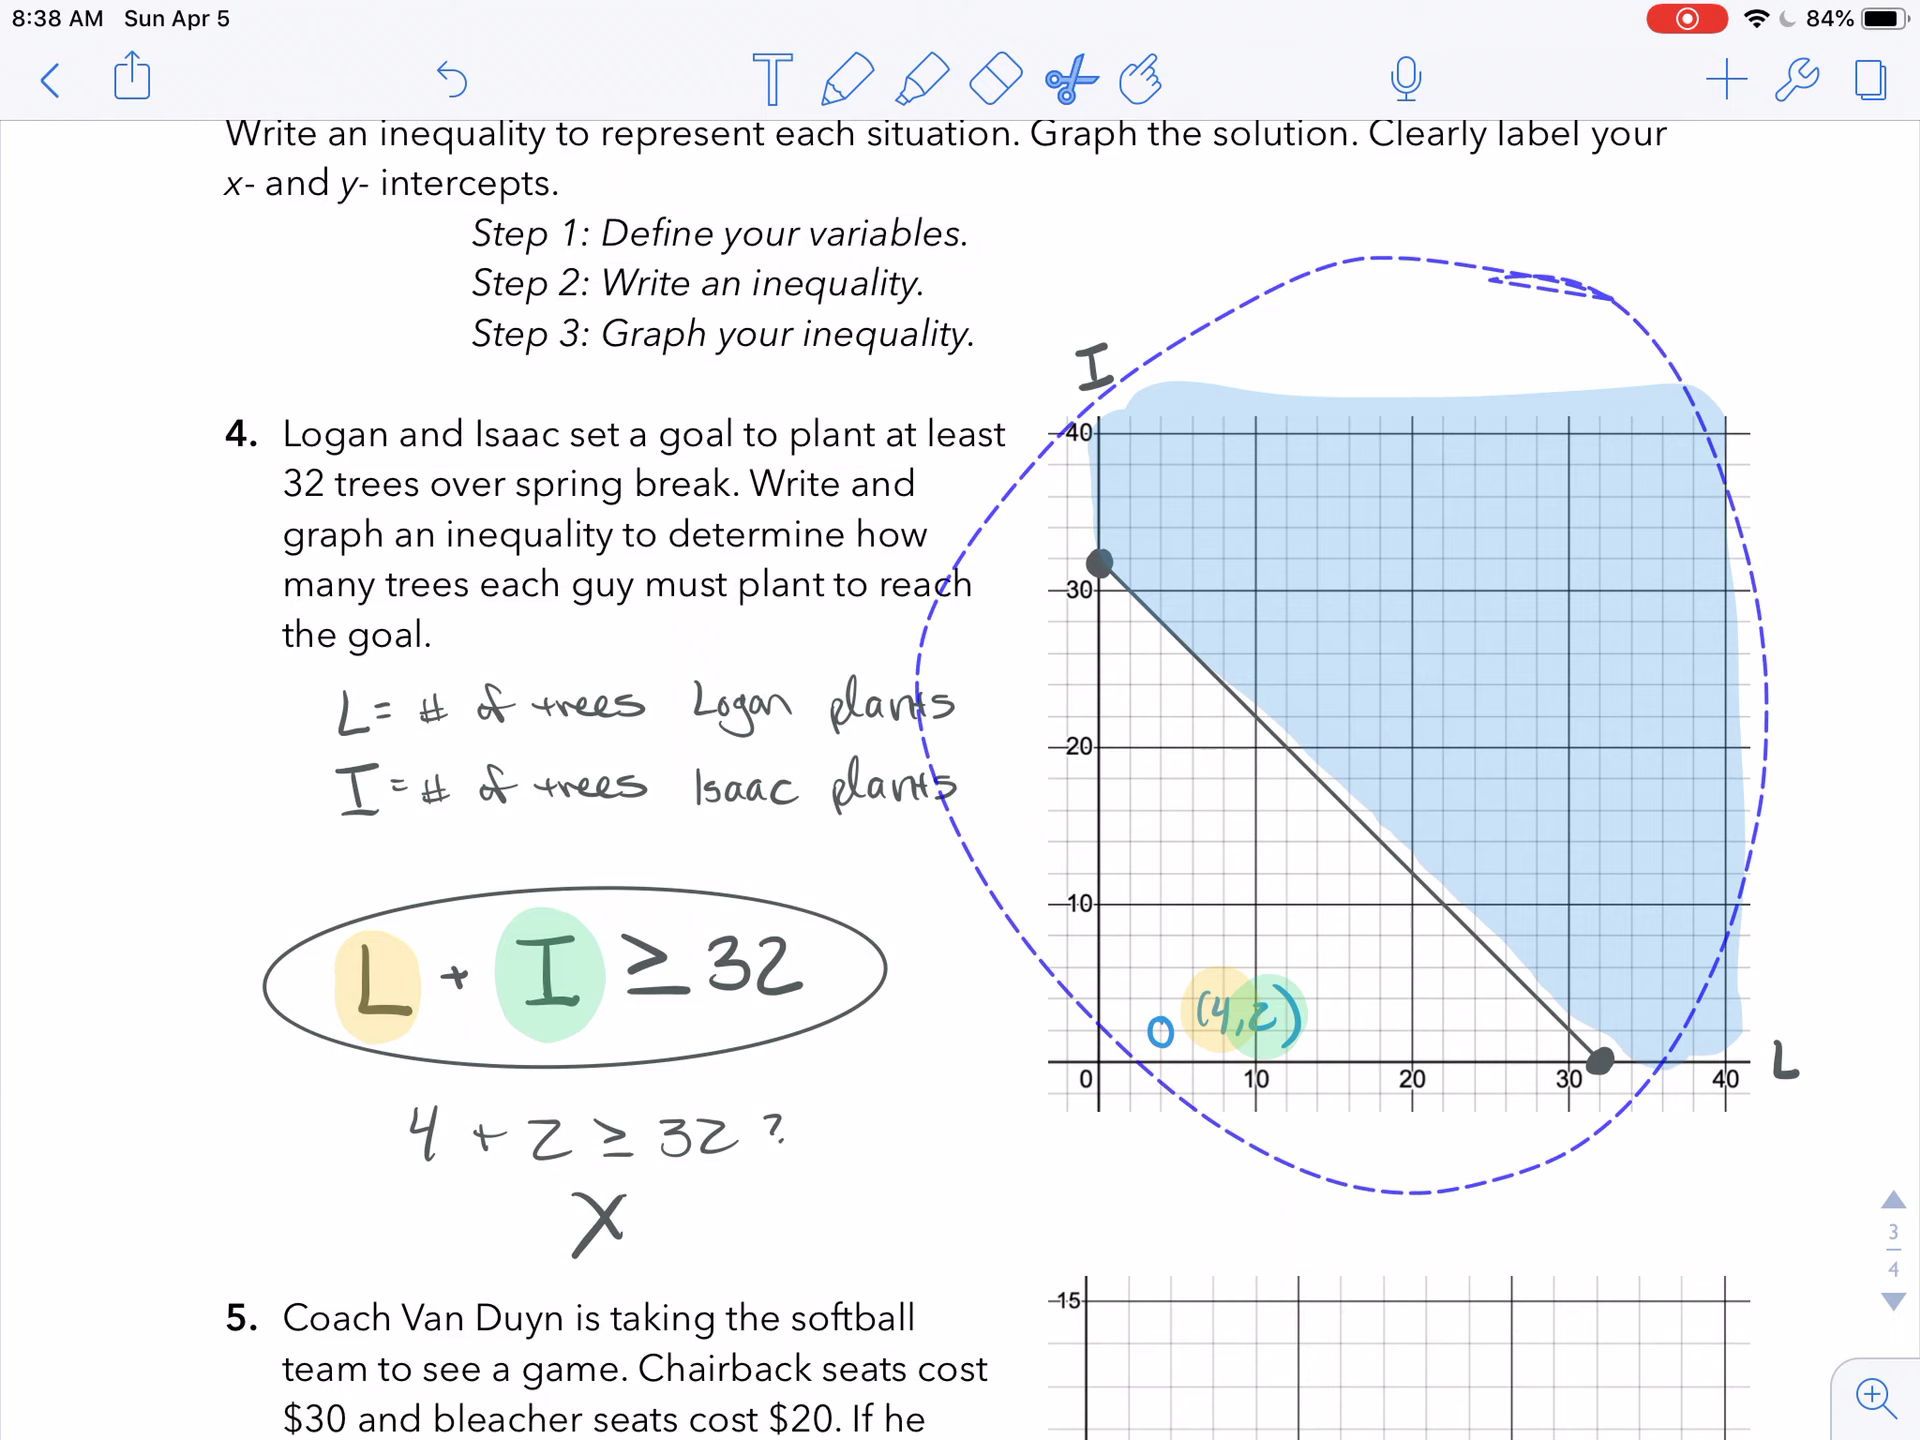 8:38 AM Sun Apr 5
84%
Write an inequality to represent each situation. Graph the solution. Clearly label your
x- and y- intercepts.
Step 1: Define your variables.
Step 2: Write an inequality.
Step 3: Graph your inequality.
4. Logan and Isaac set a goal to plant at least
32 trees over spring break. Write and
graph an inequality to determine how
many trees each guy must plant to reach
the goal.
L = # of trees Logan plants
I = # of trees Isaac plants
L + I ≥ 32
4 + 2 ≥ 32 ?
X
I
40
30
20
10
(4,2)
0 10 20 30 40
L
3
4
5. Coach Van Duyn is taking the softball
team to see a game. Chairback seats cost
$30 and bleacher seats cost $20. If he
15